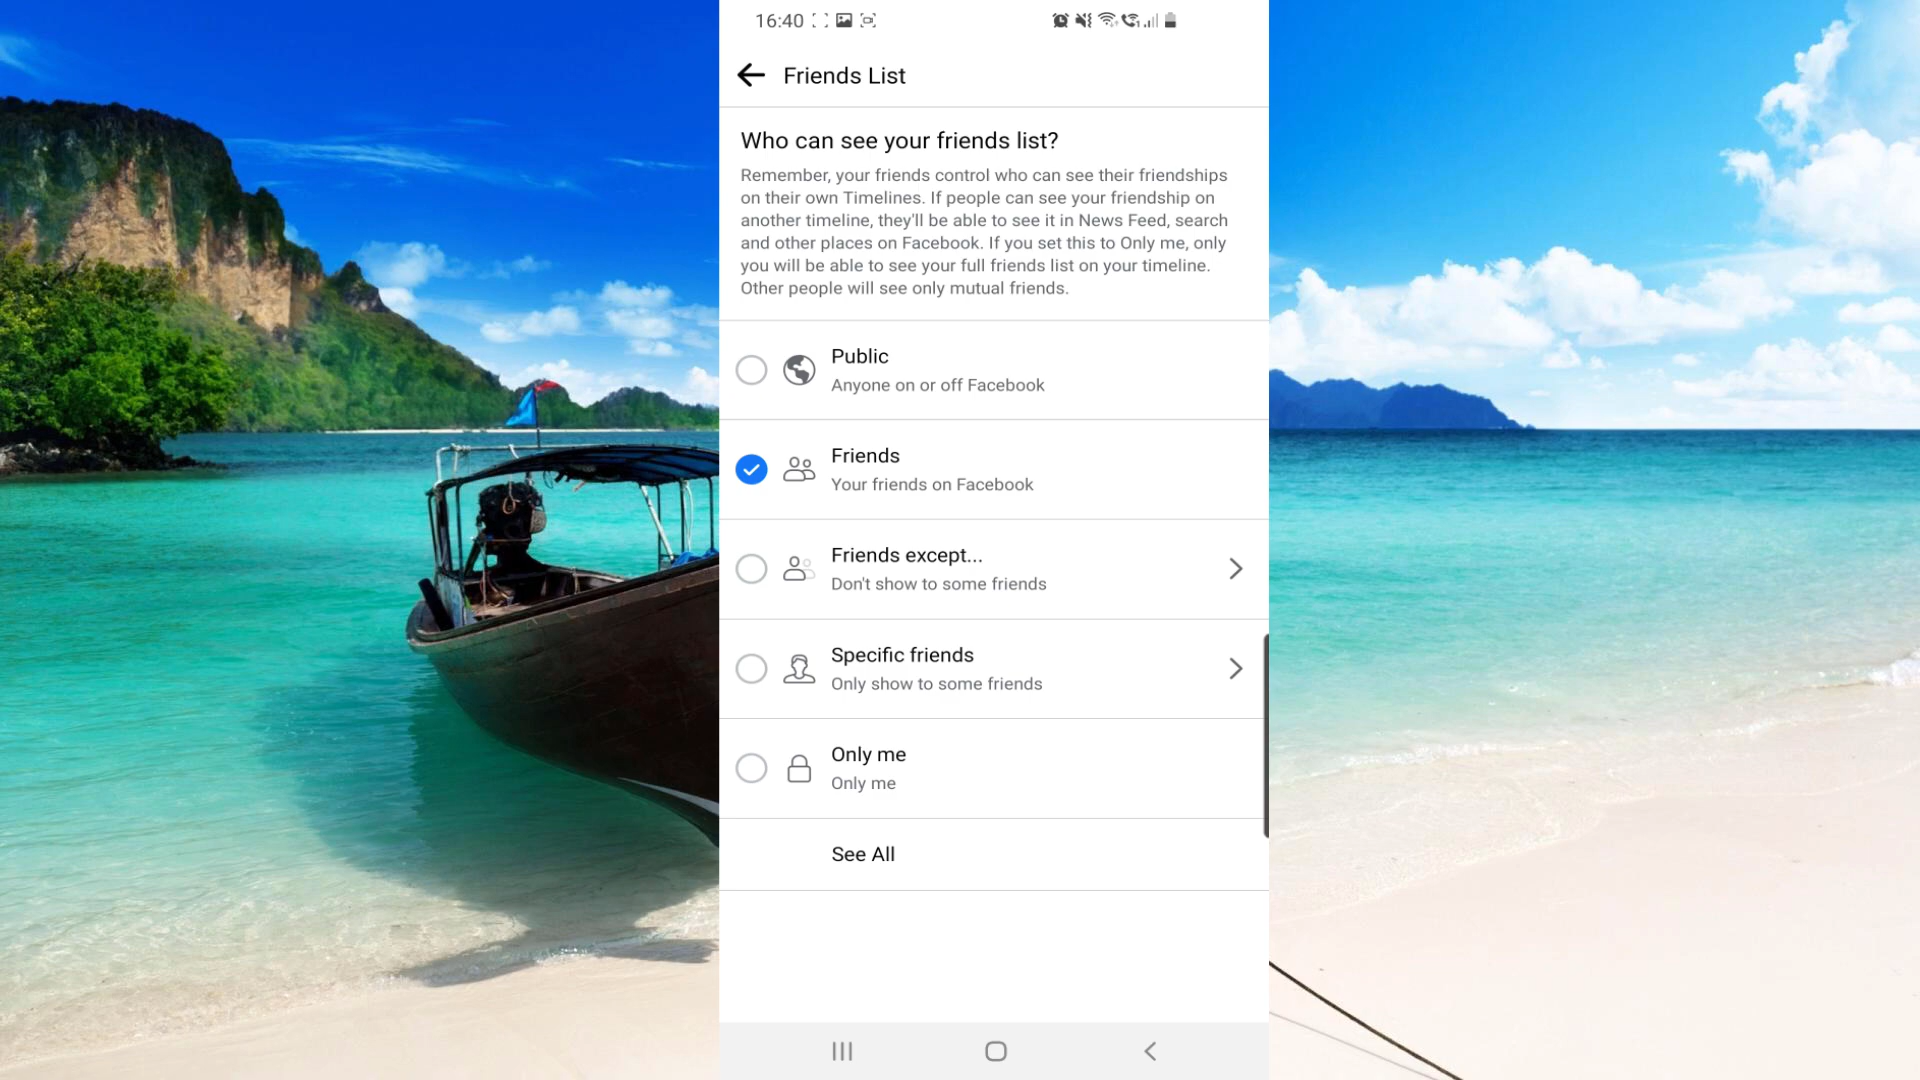 16:40
Friends List
Who can see your friends list?
Remember, your friends control who can see their friendships
on their own Timelines. If people can see your friendship on
another timeline, they'll be able to see it in News Feed, search
and other places on Facebook. If you set this to Only me, only
you will be able to see your full friends list on your timeline.
Other people will see only mutual friends.
Public
Anyone on or off Facebook
Friends
Your friends on Facebook
Friends except...
Don't show to some friends
Specific friends
Only show to some friends
Only me
Only me
See All